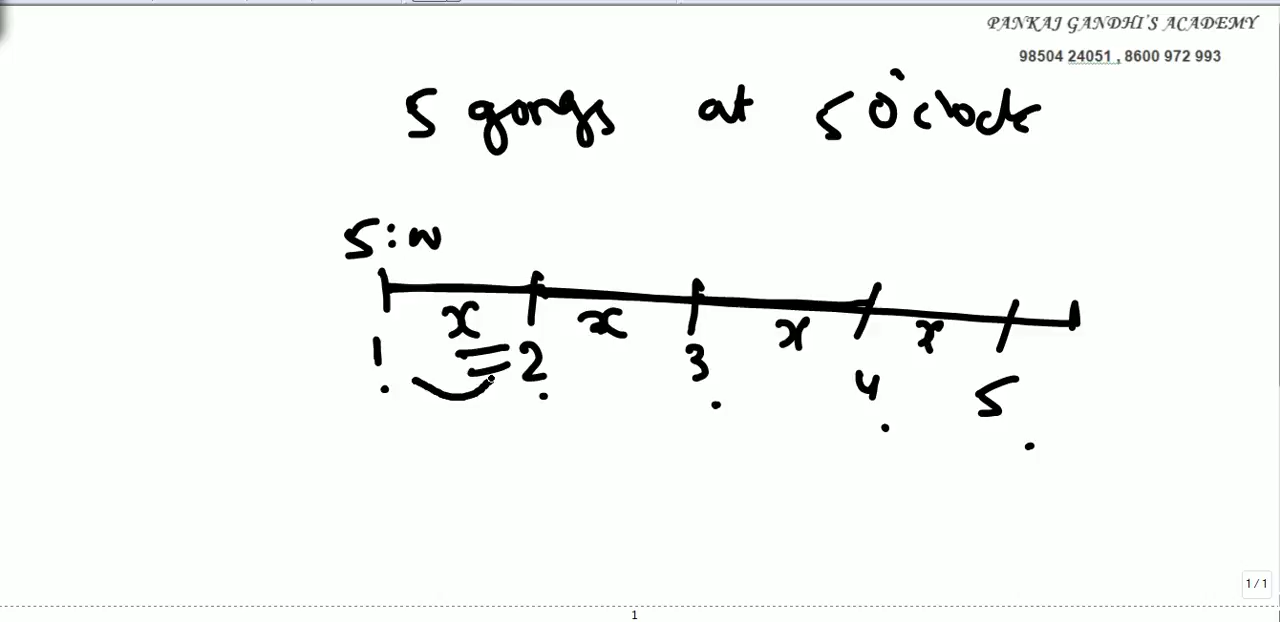 PANKAJ GANDHI'S ACADEMY
98504 24051 , 8600 972 993
5 gongs at 5 O'clock
5:00
x x x x
1 2 3 4 5
1 / 1
1